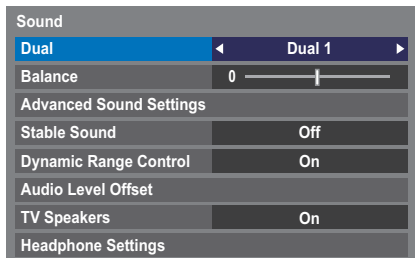 Sound
Dual Dual 1
Balance 0
Advanced Sound Settings
Stable Sound Off
Dynamic Range Control On
Audio Level Offset
TV Speakers On
Headphone Settings